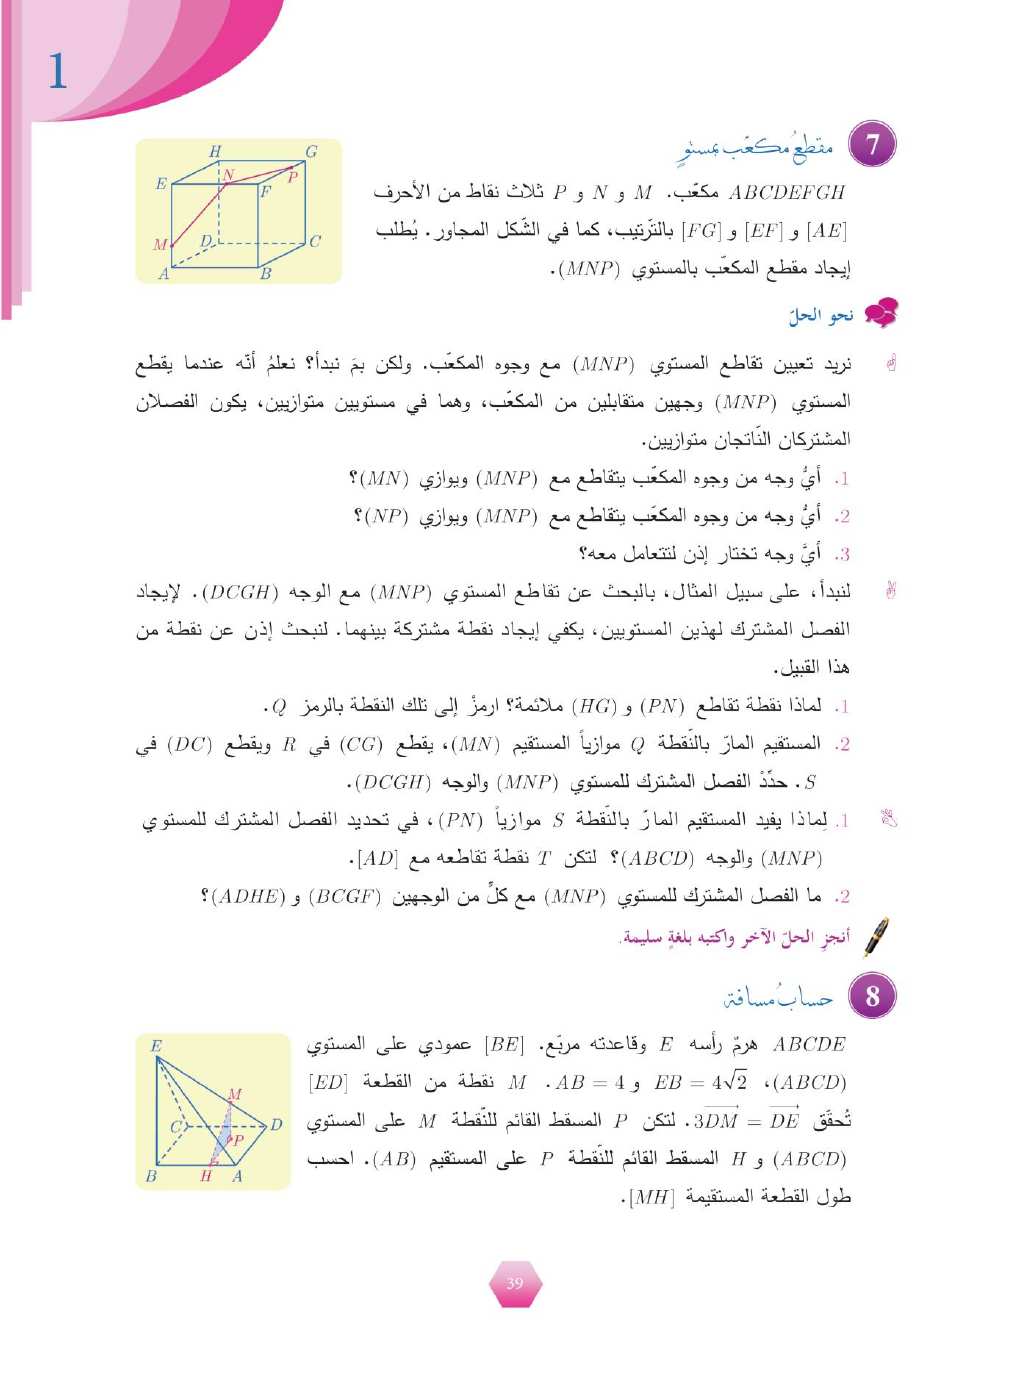 1
7 مقطعُ مكعّب بمستوٍ
ABCDEFGH مكعّب. M و N و P ثلاث نقاط من الأحرف
[AE] و [EF] و [FG] بالتّرتيب، كما في الشّكل المجاور. يُطلب
إيجاد مقطع المكعّب بالمستوي (MNP).
H G
E N F P
M D C
A B
نحو الحلّ
نريد تعيين تقاطع المستوي (MNP) مع وجوه المكعّب. ولكن بمَ نبدأ؟ نعلمُ أنّه عندما يقطع
المستوي (MNP) وجهين متقابلين من المكعّب، وهما في مستويين متوازيين، يكون الفصلان
المشتركان النّاتجان متوازيين.
1. أيُّ وجه من وجوه المكعّب يتقاطع مع (MNP) ويوازي (MN)؟
2. أيُّ وجه من وجوه المكعّب يتقاطع مع (MNP) ويوازي (NP)؟
3. أيَّ وجه تختار إذن لتتعامل معه؟
لنبدأ، على سبيل المثال، بالبحث عن تقاطع المستوي (MNP) مع الوجه (DCGH). لإيجاد
الفصل المشترك لهذين المستويين، يكفي إيجاد نقطة مشتركة بينهما. لنبحث إذن عن نقطة من
هذا القبيل.
1. لماذا نقطة تقاطع (PN) و (HG) ملائمة؟ ارمزْ إلى تلك النقطة بالرمز Q.
2. المستقيم المارّ بالنّقطة Q موازياً المستقيم (MN)، يقطع (CG) في R ويقطع (DC) في
S. حدِّدْ الفصل المشترك للمستوي (MNP) والوجه (DCGH).
1. لِماذا يفيد المستقيم المارّ بالنّقطة S موازياً (PN)، في تحديد الفصل المشترك للمستوي
(MNP) والوجه (ABCD)؟ لتكن T نقطة تقاطعه مع [AD].
2. ما الفصل المشترك للمستوي (MNP) مع كلٍّ من الوجهين (BCGF) و (ADHE)؟
أنجزِ الحلّ الآخر واكتبه بلغةٍ سليمة.
8 حسابُ مسافة
ABCDE هرمٌ رأسه E وقاعدته مربّع. [BE] عمودي على المستوي
(ABCD)، EB = 4√2 و AB = 4. M نقطة من القطعة [ED]
تُحقّق 3DM⃗ = DE⃗. لتكن P المسقط القائم للنّقطة M على المستوي
(ABCD) و H المسقط القائم للنّقطة P على المستقيم (AB). احسب
طول القطعة المستقيمة [MH].
E
M
C P D
B H A
39